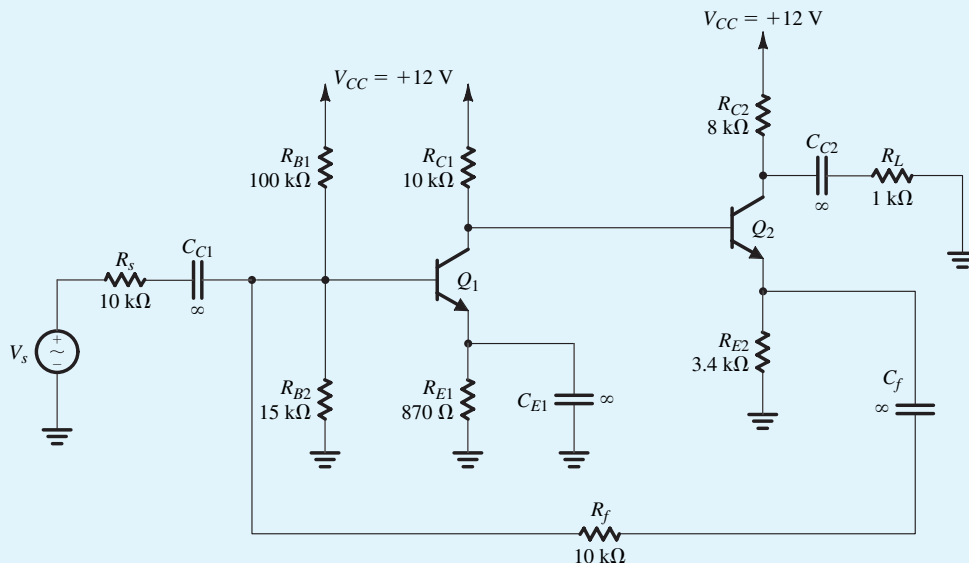 V_CC = +12 V
V_CC = +12 V
R_C2
8 kΩ
C_C2
∞
R_L
1 kΩ
R_B1
100 kΩ
R_C1
10 kΩ
Q_2
C_C1
∞
R_s
10 kΩ
Q_1
V_s
+
~
−
R_B2
15 kΩ
R_E1
870 Ω
C_E1
∞
R_E2
3.4 kΩ
C_f
∞
R_f
10 kΩ